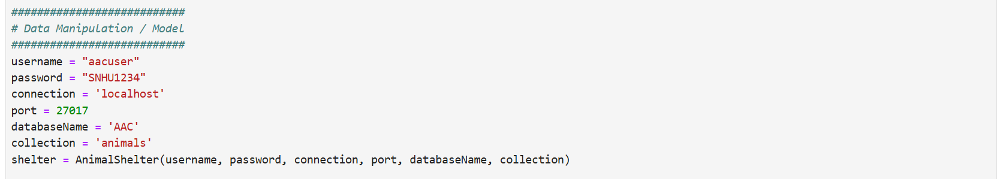 ###########################
# Data Manipulation / Model
###########################
username = "aacuser"
password = "SNHU1234"
connection = 'localhost'
port = 27017
databaseName = 'AAC'
collection = 'animals'
shelter = AnimalShelter(username, password, connection, port, databaseName, collection)